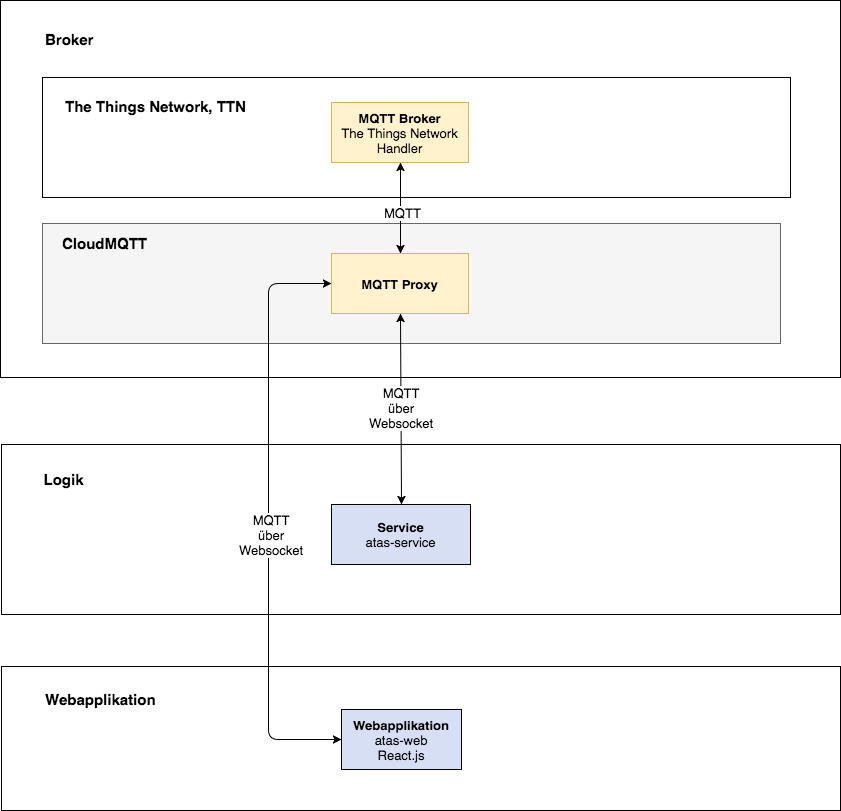 Broker
The Things Network, TTN
MQTT Broker
The Things Network
Handler
MQTT
CloudMQTT
MQTT Proxy
MQTT
über
Websocket
Logik
MQTT
über
Websocket
Service
atas-service
Webapplikation
Webapplikation
atas-web
React.js